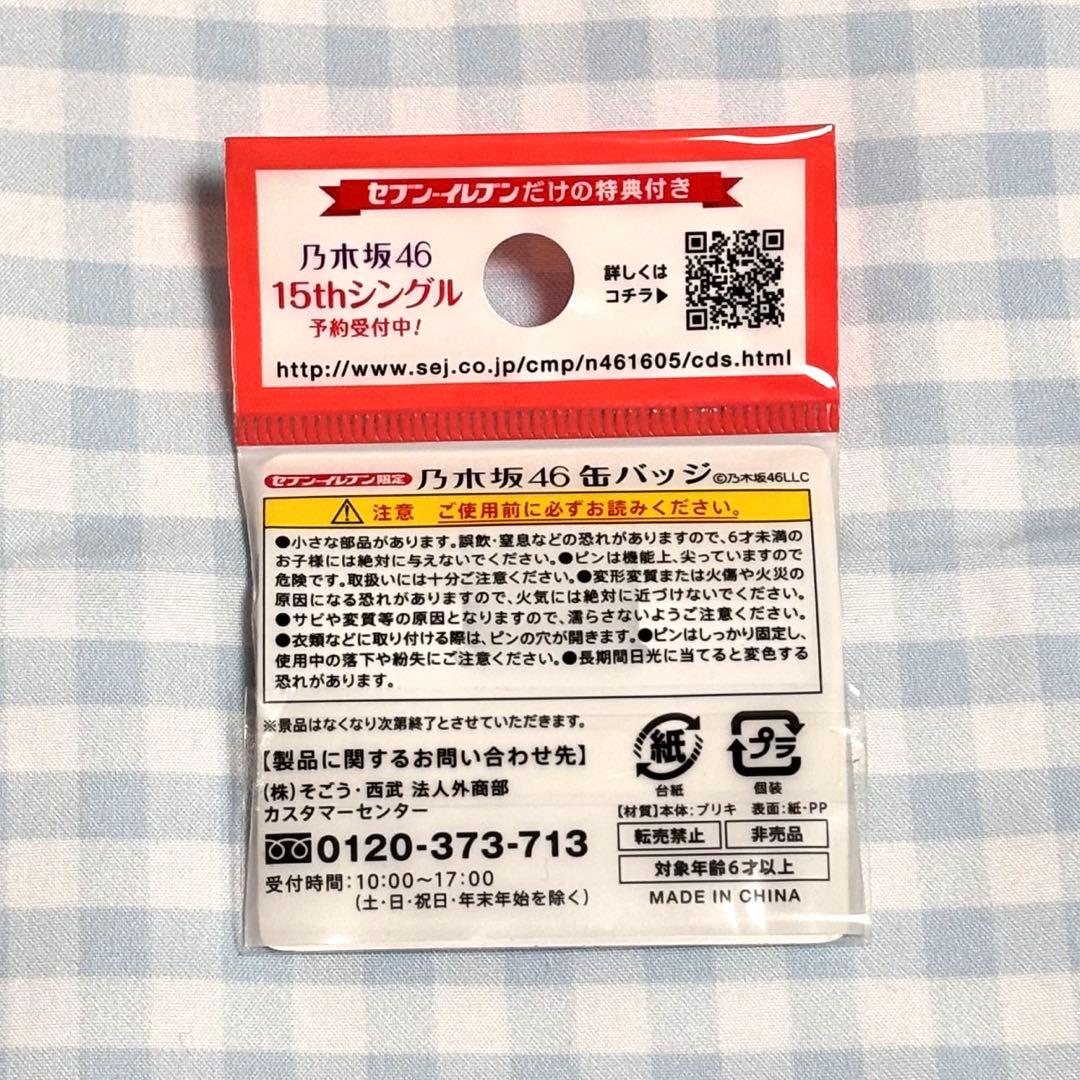 セブン-イレブンだけの特典付き
乃木坂46
15thシングル
予約受付中!
詳しくは
コチラ▶
http://www.sej.co.jp/cmp/n461605/cds.html
セブン-イレブン限定 乃木坂46 缶バッジ ©乃木坂46LLC
注意 ご使用前に必ずお読みください。
●小さな部品があります。誤飲・窒息などの恐れがありますので、6才未満の
お子様には絶対に与えないでください。●ピンは機能上、尖っていますので
危険です。取扱いには十分ご注意ください。●変形変質または火傷や火災の
原因になる恐れがありますので、火気には絶対に近づけないでください。
●サビや変質等の原因となりますので、濡らさないようご注意ください。
●衣類などに取り付ける際は、ピンの穴が開きます。●ピンはしっかり固定し、
使用中の落下や紛失にご注意ください。●長期間日光に当てると変色する
恐れがあります。
※景品はなくなり次第終了とさせていただきます。
【製品に関するお問い合わせ先】
(株)そごう・西武 法人外商部
カスタマーセンター
0120-373-713
受付時間:10:00〜17:00
(土・日・祝日・年末年始を除く)
紙
台紙
プラ
個装
【材質】本体:ブリキ 表面:紙・PP
転売禁止 非売品
対象年齢6才以上
MADE IN CHINA